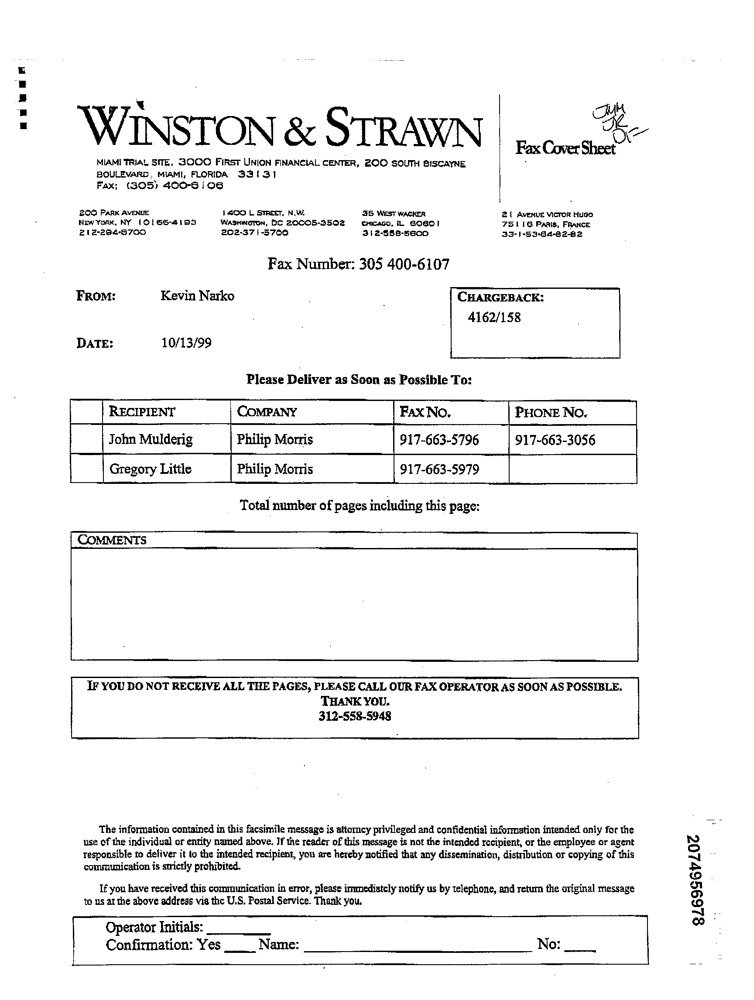 WINSTON & STRAWN
Fax Cover Sheet
MIAMI TRIAL SITE, 3000 FIRST UNION FINANCIAL CENTER, 200 SOUTH BISCAYNE
BOULEVARD, MIAMI, FLORIDA 33131
FAX: (305) 400-6106
200 PARK AVENUE
NEW YORK, NY 10166-4193
212-294-6700
1400 L STREET, N.W.
WASHINGTON, DC 20005-3502
202-371-5700
35 WEST WACKER
CHICAGO, IL 60601
312-558-5600
21 AVENUE VICTOR HUGO
75116 PARIS, FRANCE
33-1-53-64-82-82
Fax Number: 305 400-6107
FROM: Kevin Narko
CHARGEBACK:
4162/158
DATE: 10/13/99
Please Deliver as Soon as Possible To:
RECIPIENT COMPANY FAX NO. PHONE NO.
John Mulderig Philip Morris 917-663-5796 917-663-3056
Gregory Little Philip Morris 917-663-5979
Total number of pages including this page:
COMMENTS
IF YOU DO NOT RECEIVE ALL THE PAGES, PLEASE CALL OUR FAX OPERATOR AS SOON AS POSSIBLE.
THANK YOU.
312-558-5948
The information contained in this facsimile message is attorney privileged and confidential information intended only for the
use of the individual or entity named above. If the reader of this message is not the intended recipient, or the employee or agent
responsible to deliver it to the intended recipient, you are hereby notified that any dissemination, distribution or copying of this
communication is strictly prohibited.
If you have received this communication in error, please immediately notify us by telephone, and return the original message
to us at the above address via the U.S. Postal Service. Thank you.
Operator Initials:
Confirmation: Yes ____ Name: ____ No: ____
2074956978